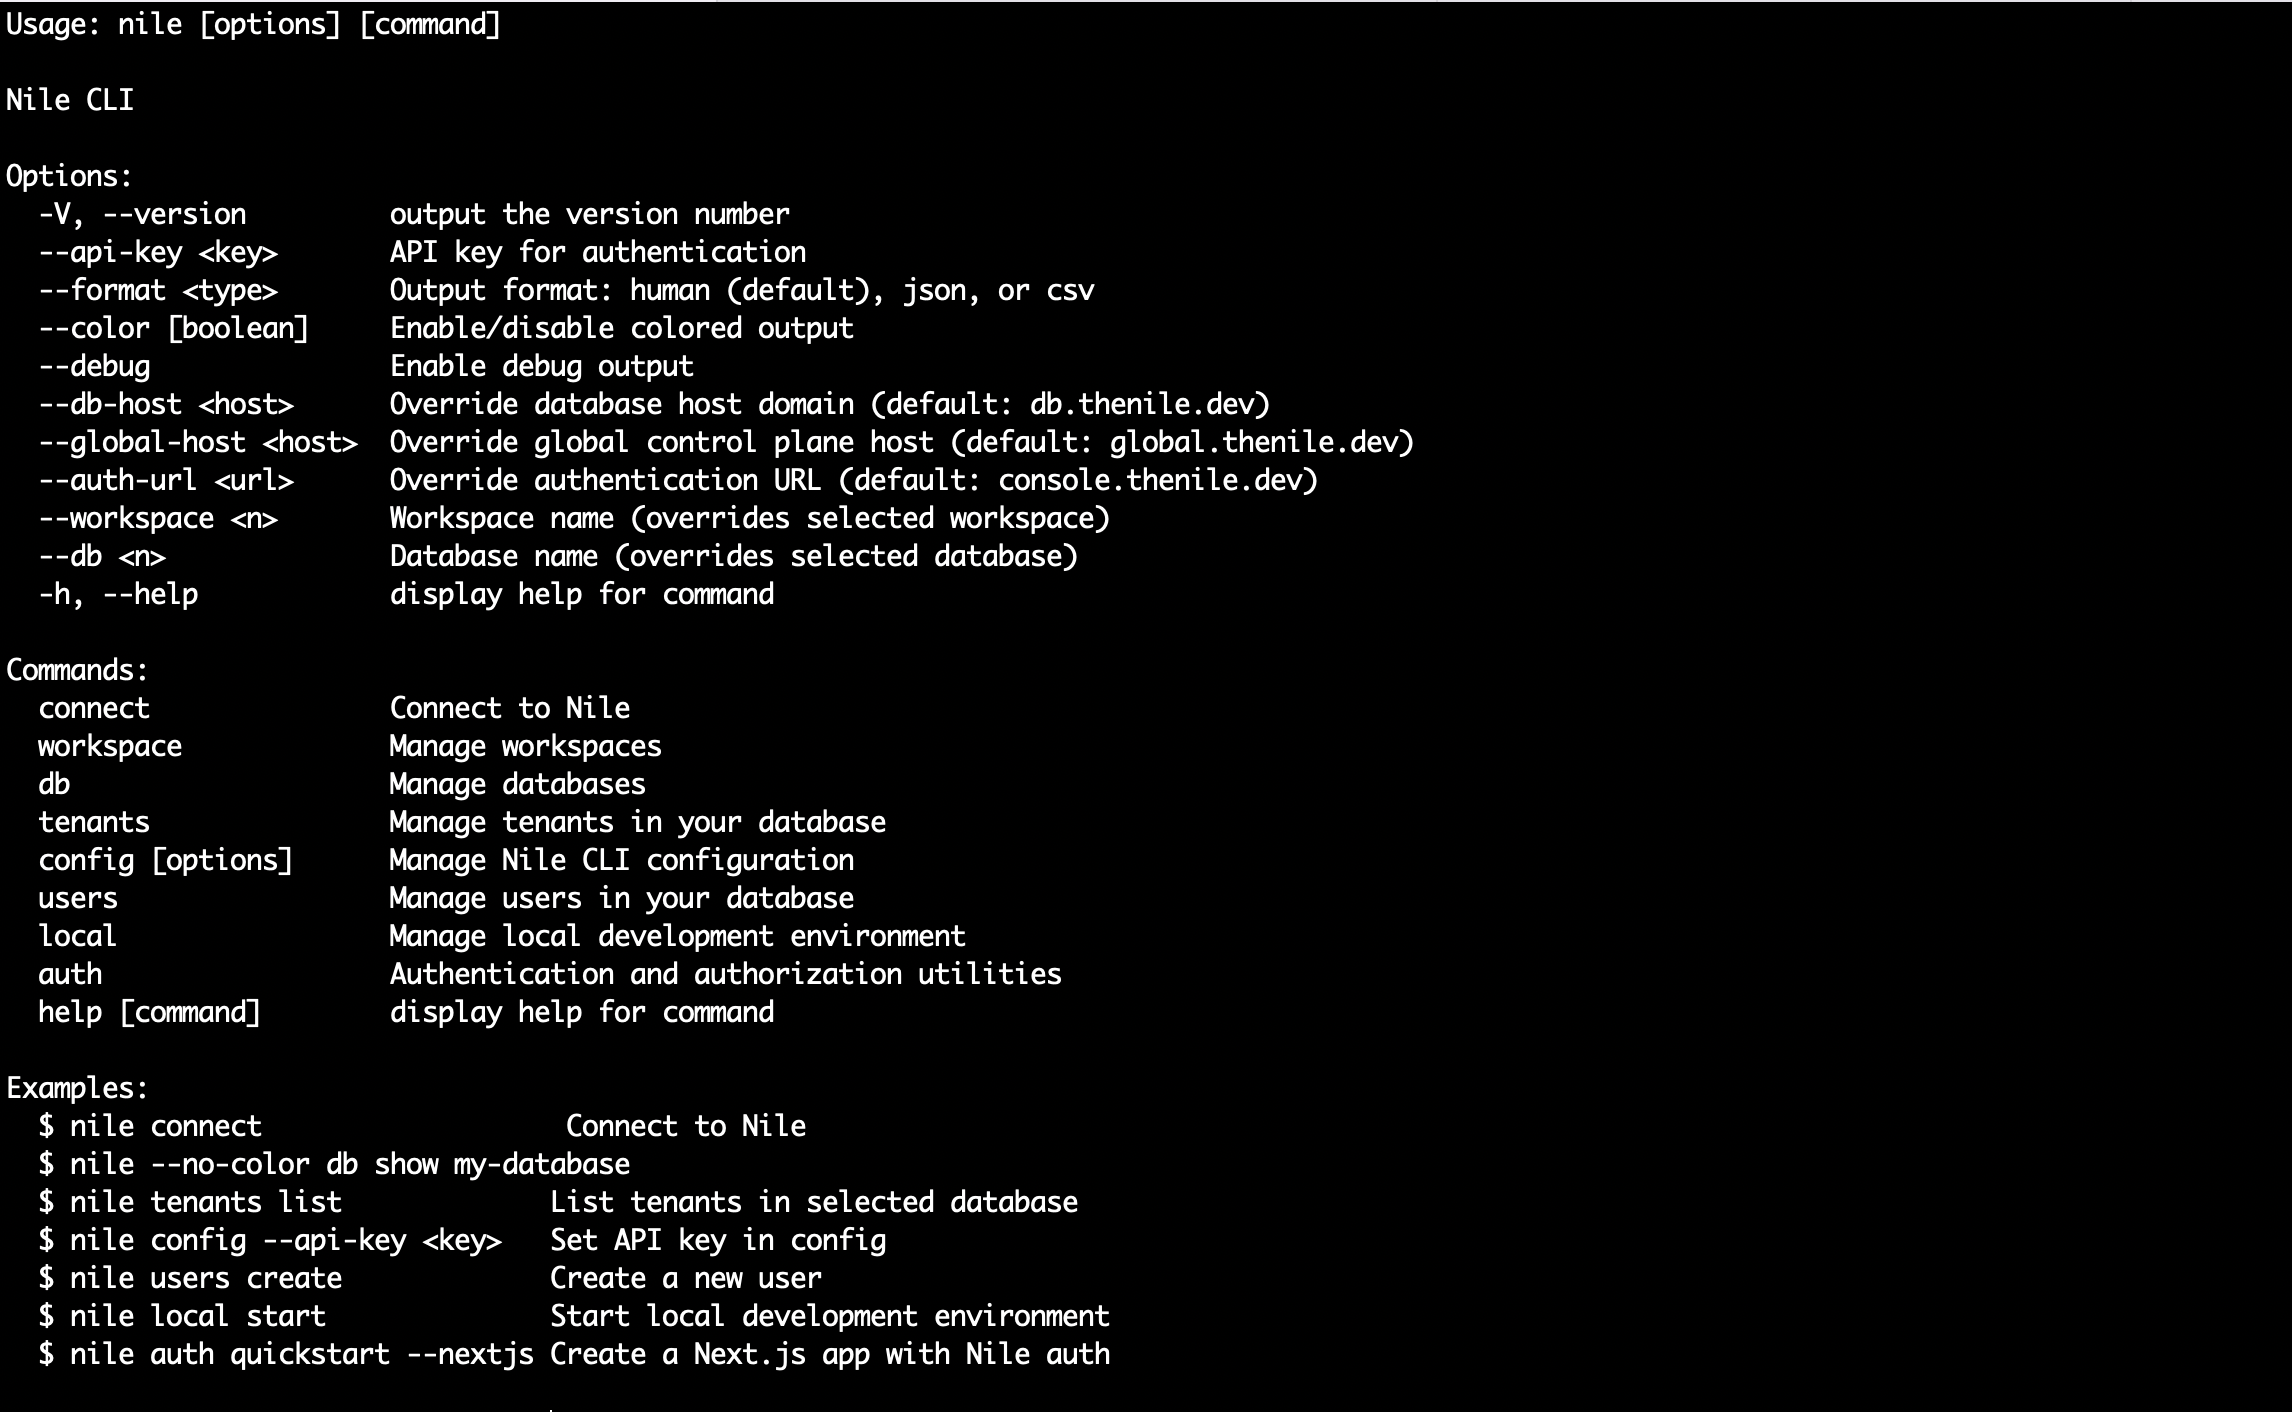 Usage: nile [options] [command]

Nile CLI

Options:
  -V, --version         output the version number
  --api-key <key>       API key for authentication
  --format <type>       Output format: human (default), json, or csv
  --color [boolean]     Enable/disable colored output
  --debug               Enable debug output
  --db-host <host>      Override database host domain (default: db.thenile.dev)
  --global-host <host>  Override global control plane host (default: global.thenile.dev)
  --auth-url <url>      Override authentication URL (default: console.thenile.dev)
  --workspace <n>       Workspace name (overrides selected workspace)
  --db <n>              Database name (overrides selected database)
  -h, --help            display help for command

Commands:
  connect               Connect to Nile
  workspace             Manage workspaces
  db                    Manage databases
  tenants               Manage tenants in your database
  config [options]      Manage Nile CLI configuration
  users                 Manage users in your database
  local                 Manage local development environment
  auth                  Authentication and authorization utilities
  help [command]        display help for command

Examples:
  $ nile connect                   Connect to Nile
  $ nile --no-color db show my-database
  $ nile tenants list             List tenants in selected database
  $ nile config --api-key <key>   Set API key in config
  $ nile users create             Create a new user
  $ nile local start              Start local development environment
  $ nile auth quickstart --nextjs Create a Next.js app with Nile auth